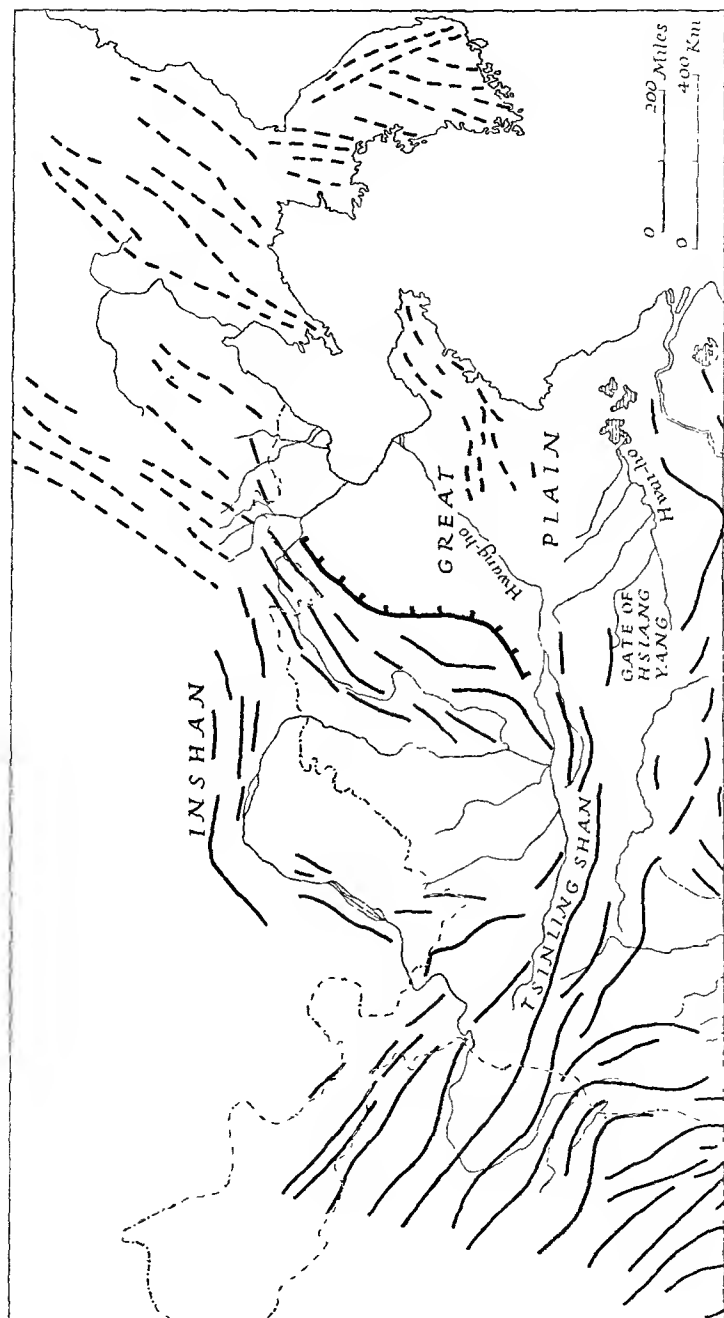 INSHAN
GREAT
PLAIN
Hwang-ho
Hwai-ho
GATE OF
HSIANG
YANG
TSINLING SHAN
0 200 Miles
0 400 Km